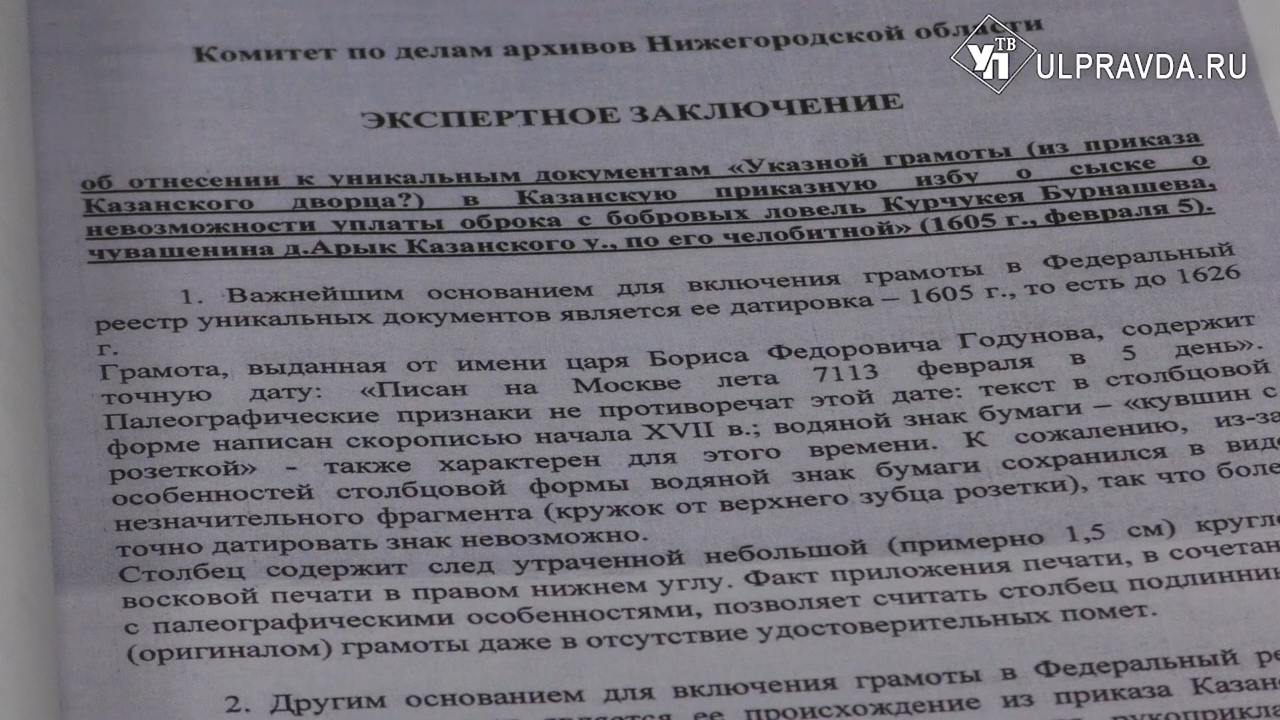 Комитет по делам архивов Нижегородской области
УП ТВ ULPRAVDA.RU
ЭКСПЕРТНОЕ ЗАКЛЮЧЕНИЕ
об отнесении к уникальным документам «Указной грамоты (из приказа
Казанского дворца?) в Казанскую приказную избу о сыске о
невозможности уплаты оброка с бобровых ловель Курчукея Бурнашева,
чувашенина д.Арык Казанского у., по его челобитной» (1605 г., февраля 5).
1. Важнейшим основанием для включения грамоты в Федеральный
реестр уникальных документов является ее датировка – 1605 г., то есть до 1626
г.
Грамота, выданная от имени царя Бориса Федоровича Годунова, содержит
точную дату: «Писан на Москве лета 7113 февраля в 5 день».
Палеографические признаки не противоречат этой дате: текст в столбцовой
форме написан скорописью начала XVII в.; водяной знак бумаги – «кувшин с
розеткой» - также характерен для этого времени. К сожалению, из-за
особенностей столбцовой формы водяной знак бумаги сохранился в виде
незначительного фрагмента (кружок от верхнего зубца розетки), так что боле
точно датировать знак невозможно.
Столбец содержит след утраченной небольшой (примерно 1,5 см) кругло
восковой печати в правом нижнем углу. Факт приложения печати, в сочетан
с палеографическими особенностями, позволяет считать столбец подлинник
(оригиналом) грамоты даже в отсутствие удостоверительных помет.
2. Другим основанием для включения грамоты в Федеральный ре
является ее происхождение из приказа Казанс